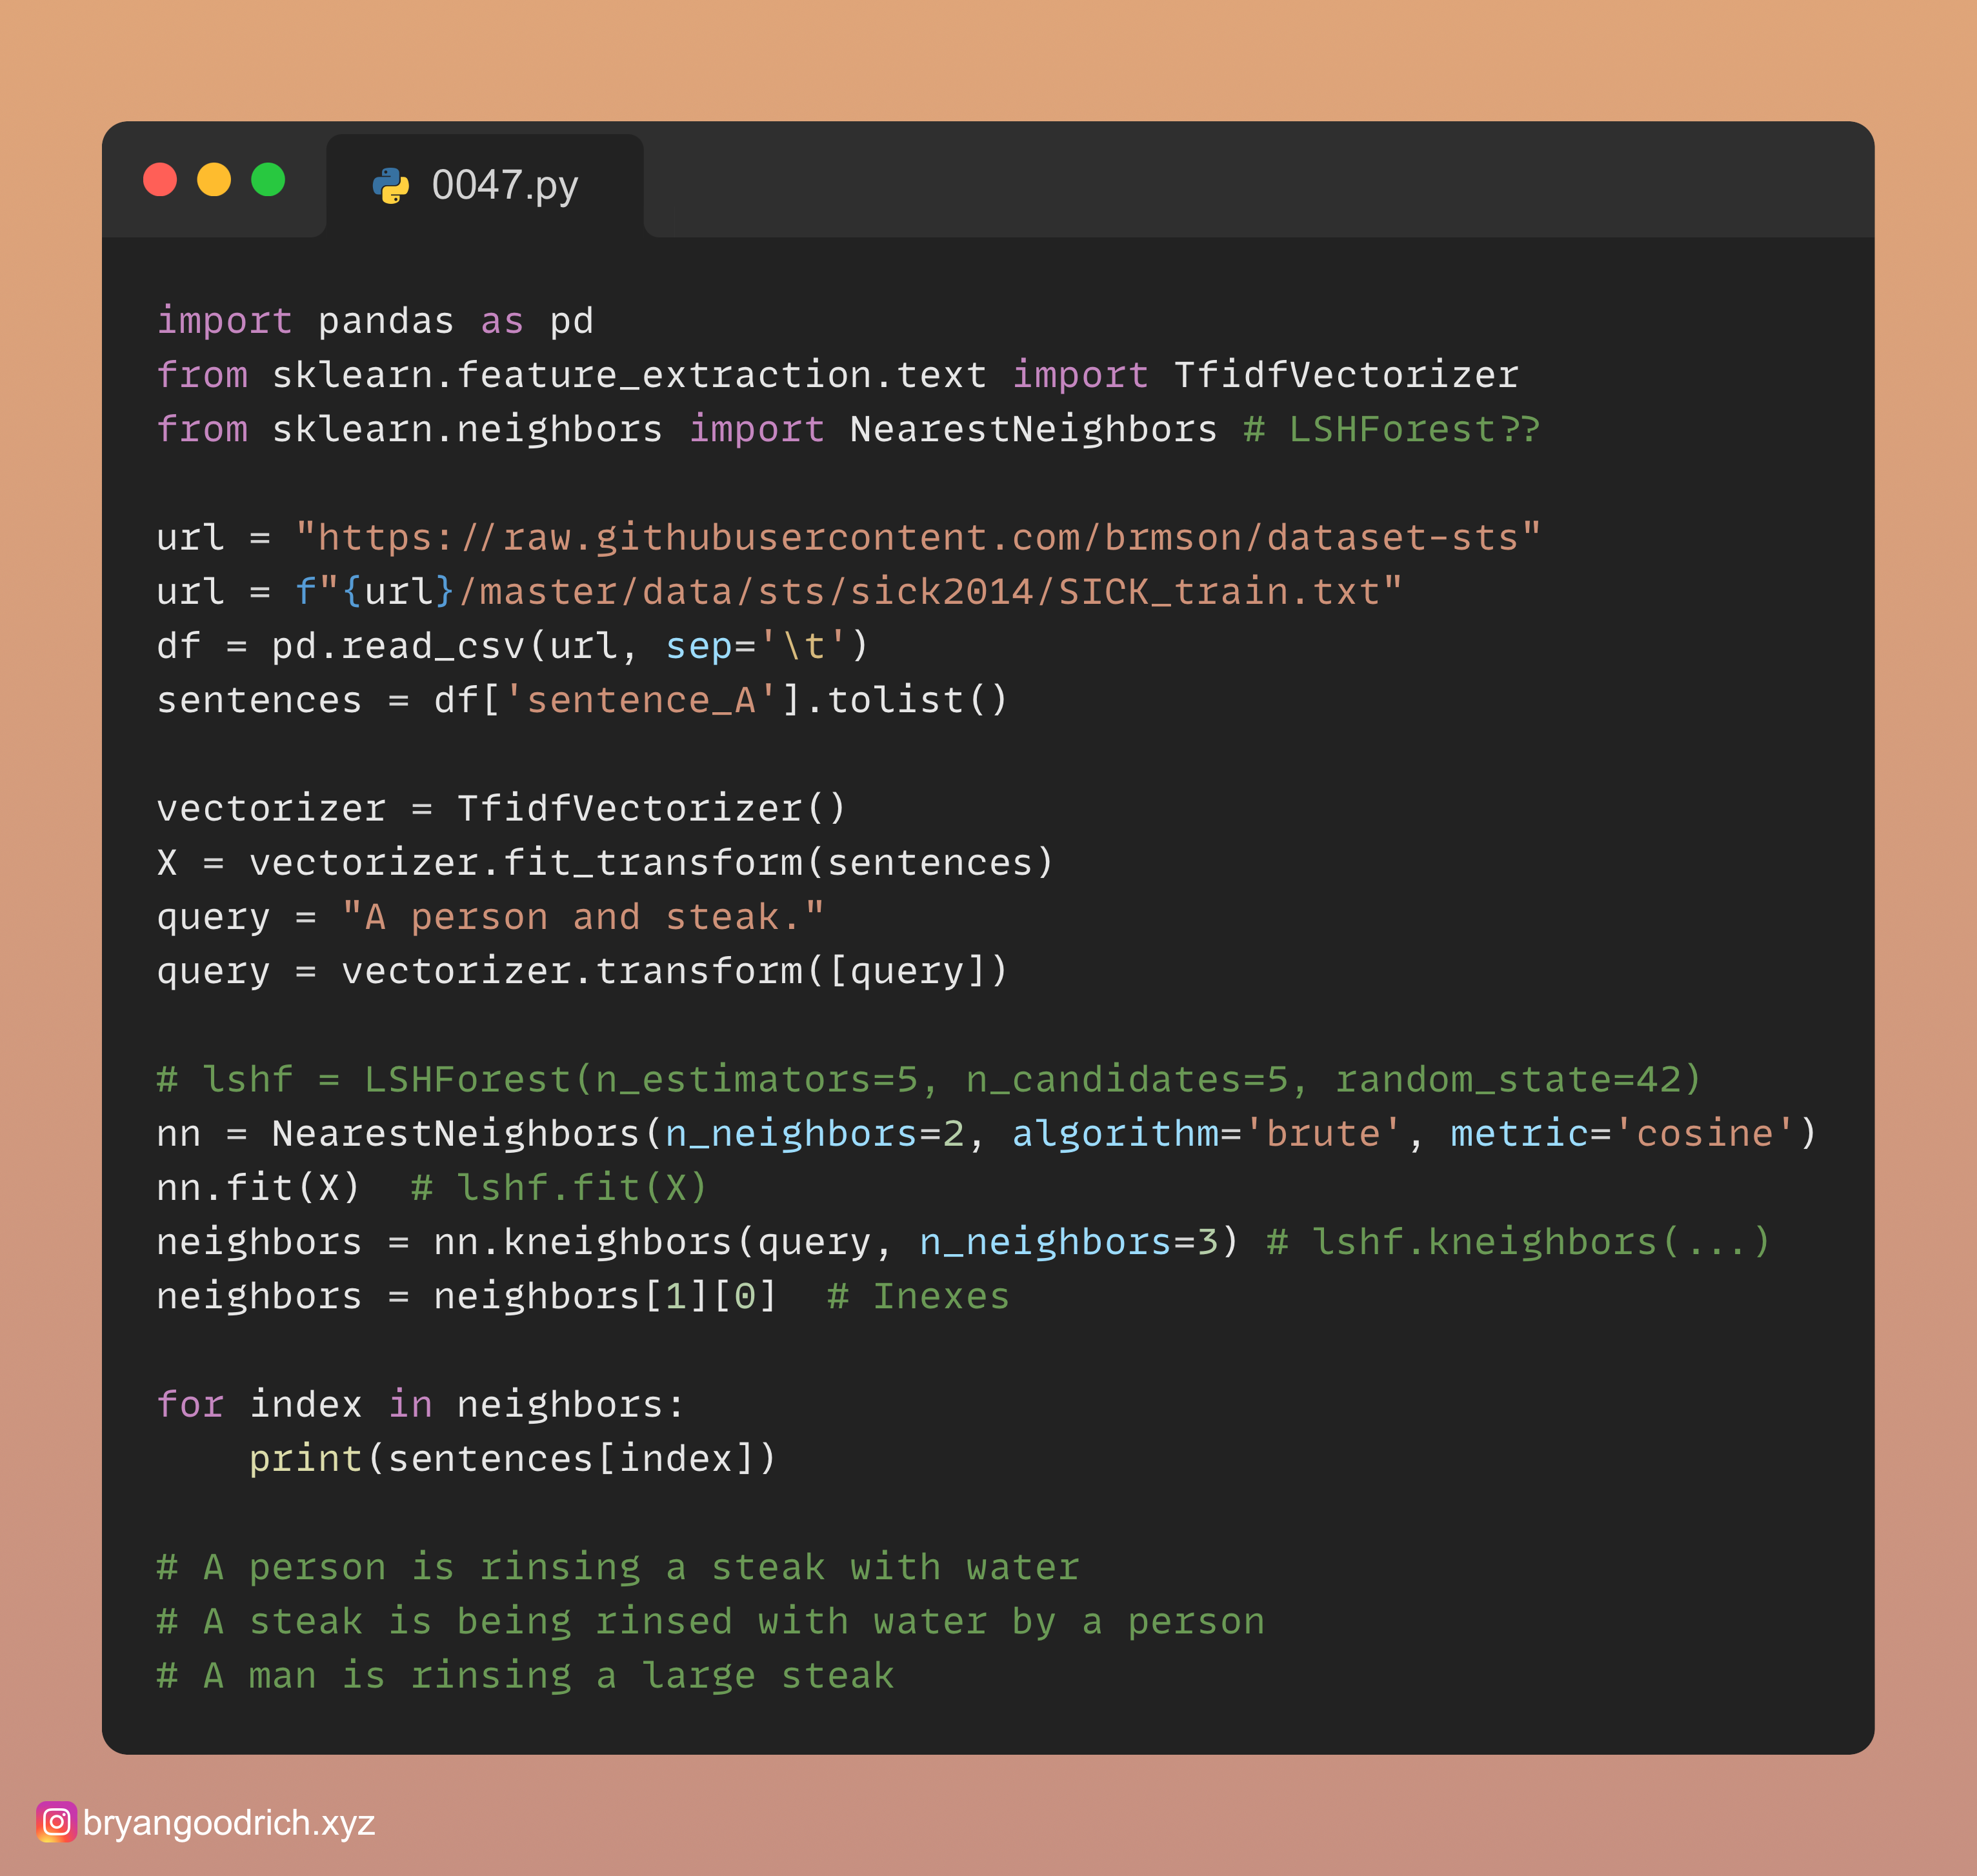 0047.py
import pandas as pd
from sklearn.feature_extraction.text import TfidfVectorizer
from sklearn.neighbors import NearestNeighbors # LSHForest??
url = "https://raw.githubusercontent.com/brmson/dataset-sts"
url = f"{url}/master/data/sts/sick2014/SICK_train.txt"
df = pd.read_csv(url, sep='\t')
sentences = df['sentence_A'].tolist()
vectorizer = TfidfVectorizer()
X = vectorizer.fit_transform(sentences)
query = "A person and steak."
query = vectorizer.transform([query])
# lshf = LSHForest(n_estimators=5, n_candidates=5, random_state=42)
nn = NearestNeighbors(n_neighbors=2, algorithm='brute', metric='cosine')
nn.fit(X)  # lshf.fit(X)
neighbors = nn.kneighbors(query, n_neighbors=3) # lshf.kneighbors(...)
neighbors = neighbors[1][0]  # Inexes
for index in neighbors:
    print(sentences[index])
# A person is rinsing a steak with water
# A steak is being rinsed with water by a person
# A man is rinsing a large steak
bryangoodrich.xyz